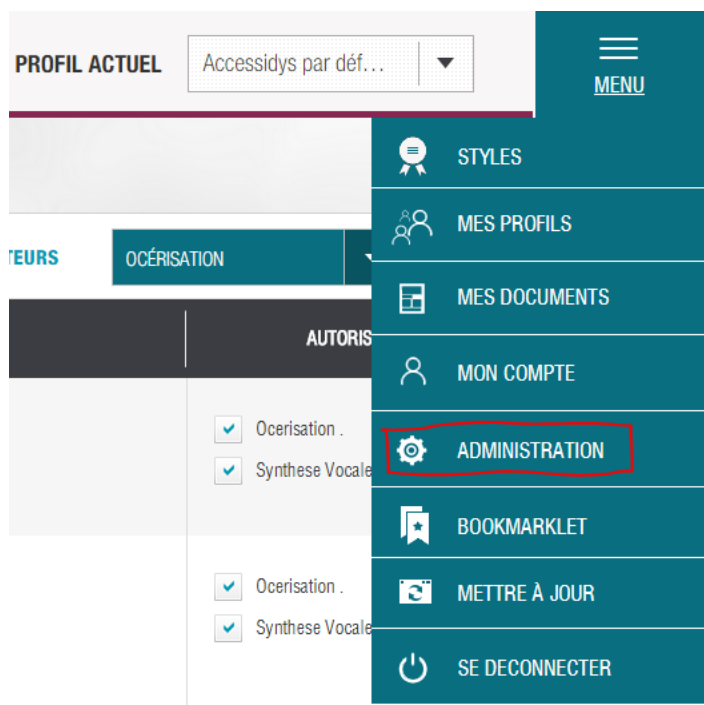 PROFIL ACTUEL
Accessidys par déf...
MENU
STYLES
MES PROFILS
TEURS
OCÉRISATION
MES DOCUMENTS
AUTORIS
MON COMPTE
Ocerisation .
Synthese Vocale
ADMINISTRATION
BOOKMARKLET
Ocerisation .
Synthese Vocale
METTRE À JOUR
SE DECONNECTER